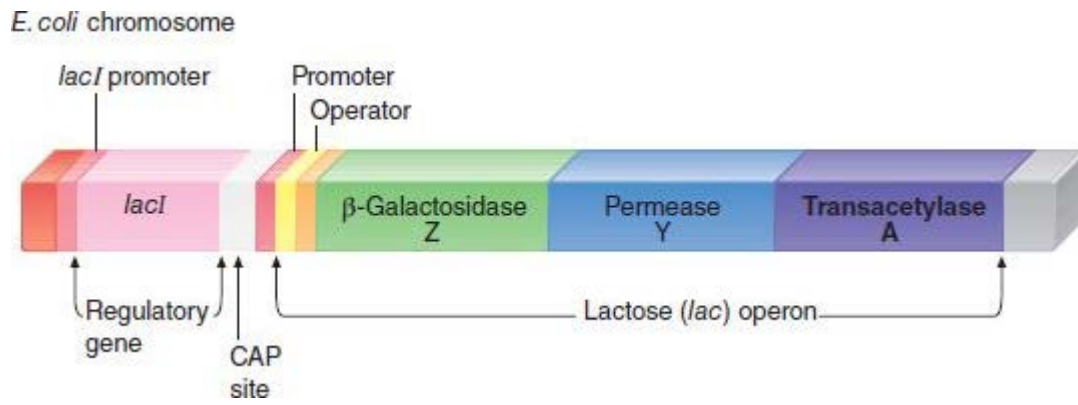 E. coli chromosome
lacI promoter
Promoter
Operator
lacI
β-Galactosidase
Z
Permease
Y
Transacetylase
A
Regulatory
gene
CAP
site
Lactose (lac) operon